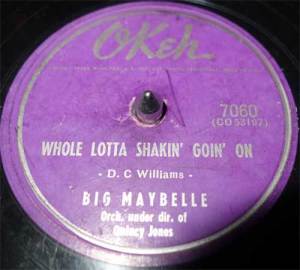 OKeh
7060
(CO 53197)
WHOLE LOTTA SHAKIN' GOIN' ON
- D. C Williams -
BIG MAYBELLE
Orch. under dir. of
Quincy Jones